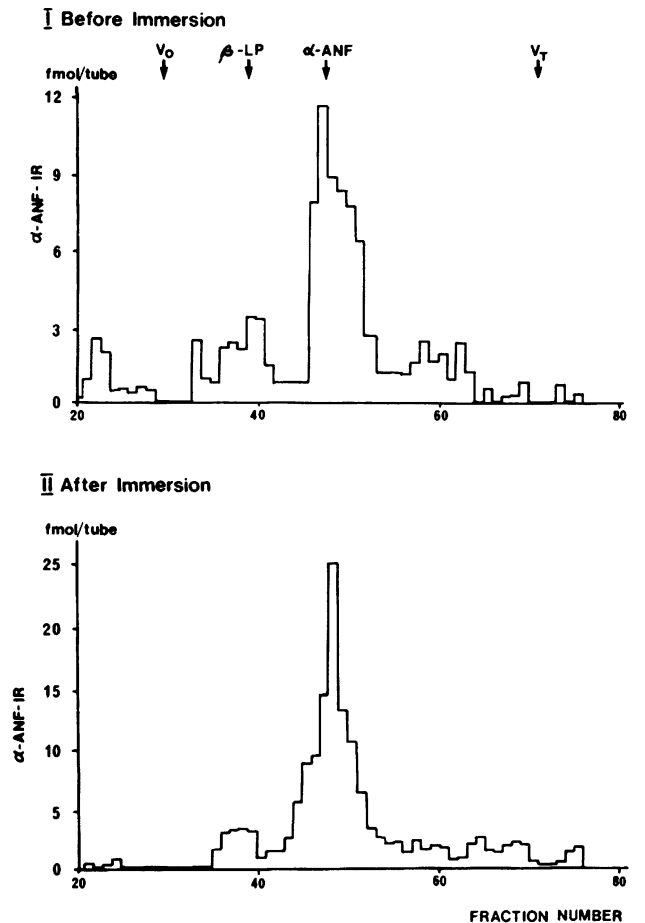 I Before Immersion
V₀ β-LP α-ANF V_T
fmol/tube
12
9
6
3
0
α-ANF-IR
20 40 60 80
II After Immersion
fmol/tube
25
20
15
10
5
0
α-ANF-IR
20 40 60 80
FRACTION NUMBER